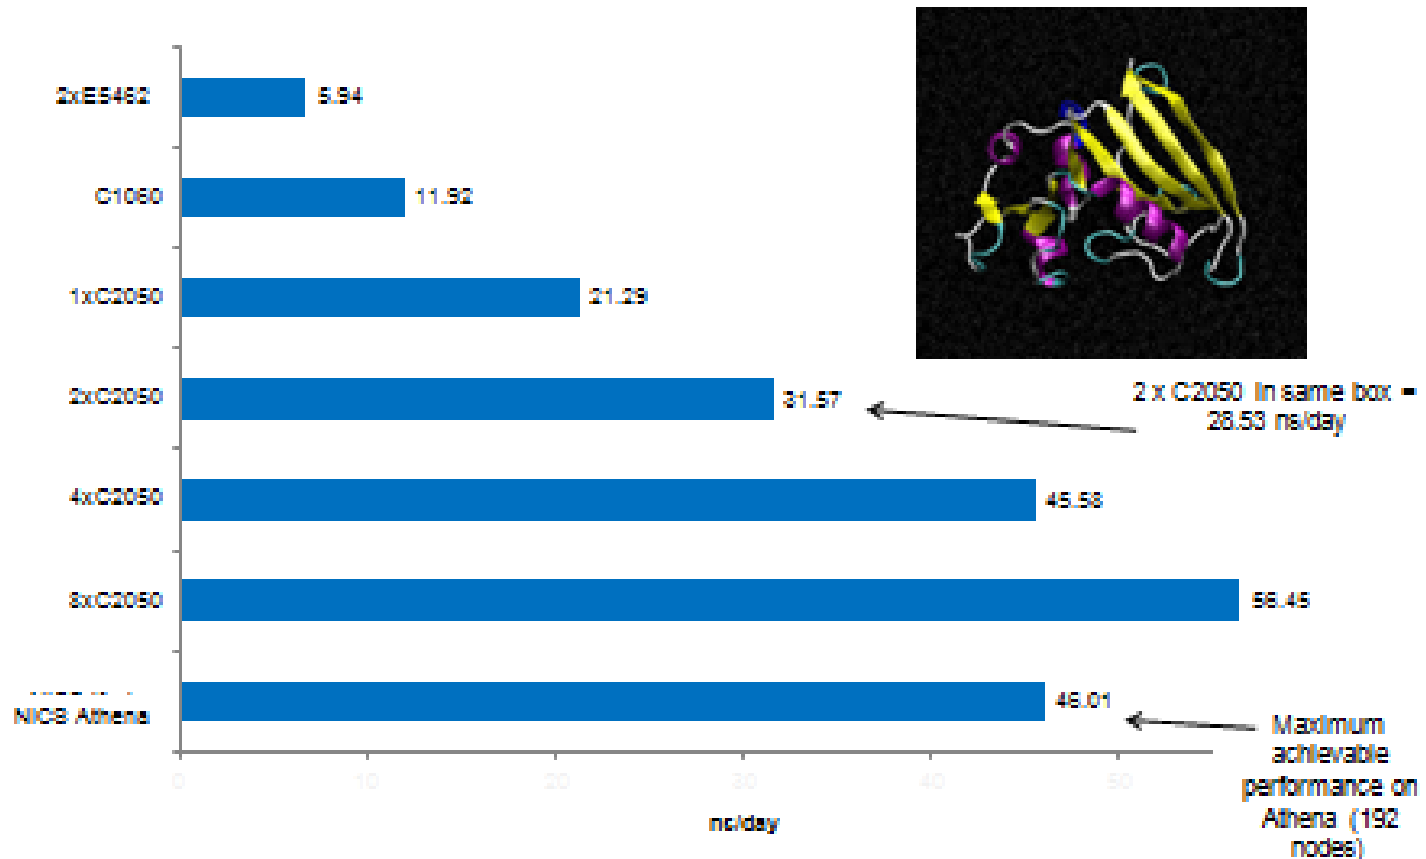 2xE5462
C1060
11.92
1xC2050
21.29
2xC2050
31.57
2 x C2050 in same box =
28.53 ns/day
4xC2050
45.58
8xC2050
56.45
NICS Athena
46.01
Maximum
achievable
performance on
Athena (192
nodes)
0 10 20 30 40 50
ns/day